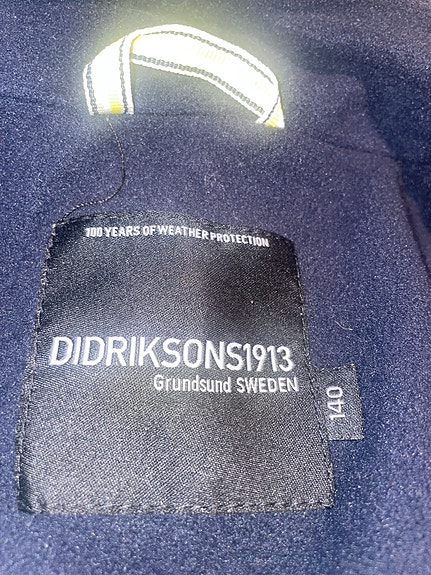 100 YEARS OF WEATHER PROTECTION
DIDRIKSONS1913
Grundsund SWEDEN
140